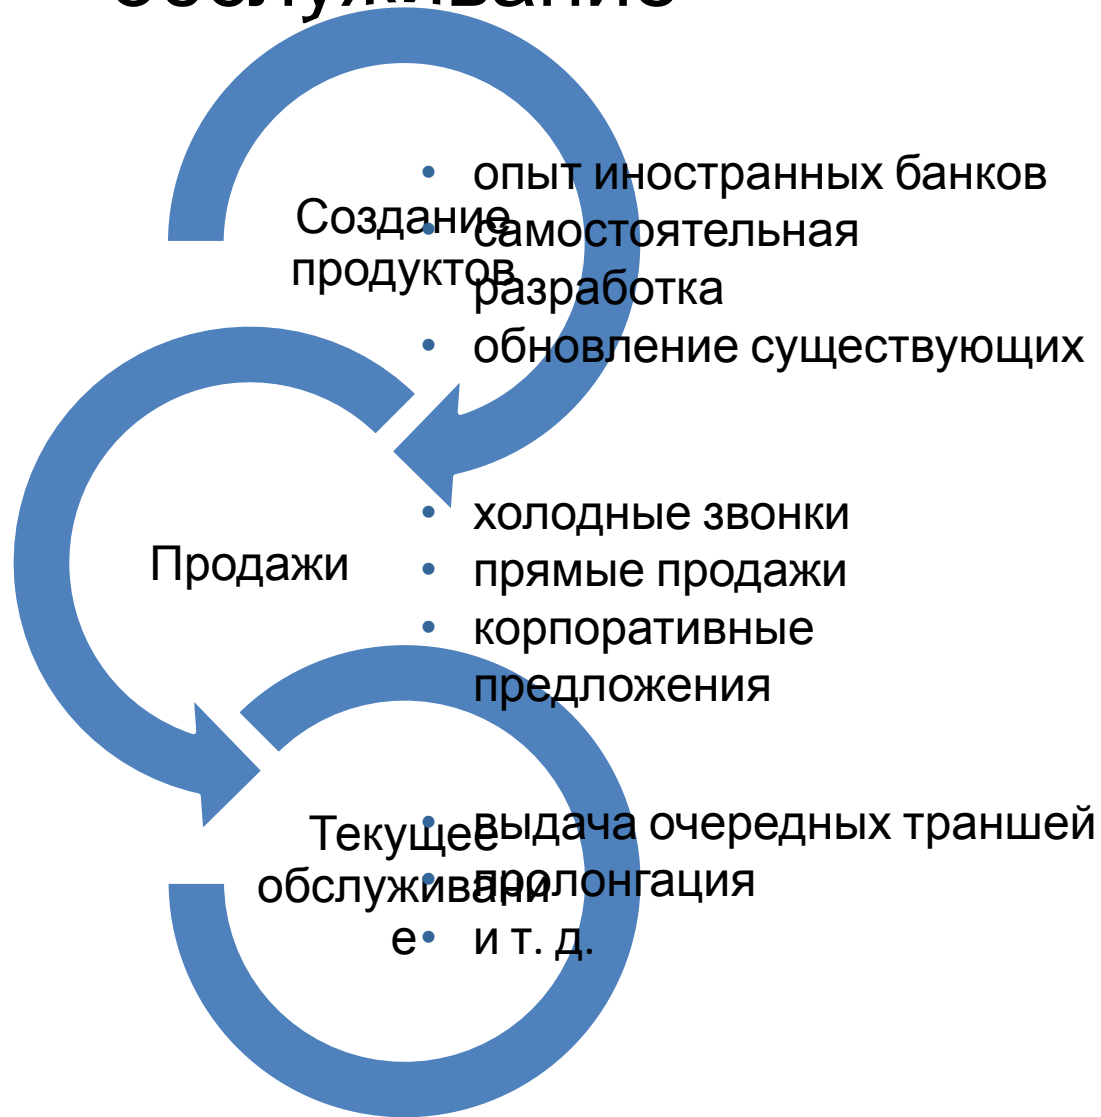 обслуживание
Создание
продуктов
• опыт иностранных банков
• самостоятельная
разработка
• обновление существующих
Продажи
• холодные звонки
• прямые продажи
• корпоративные
предложения
Текущее
обслуживани
е
• выдача очередных траншей
• пролонгация
• и т. д.